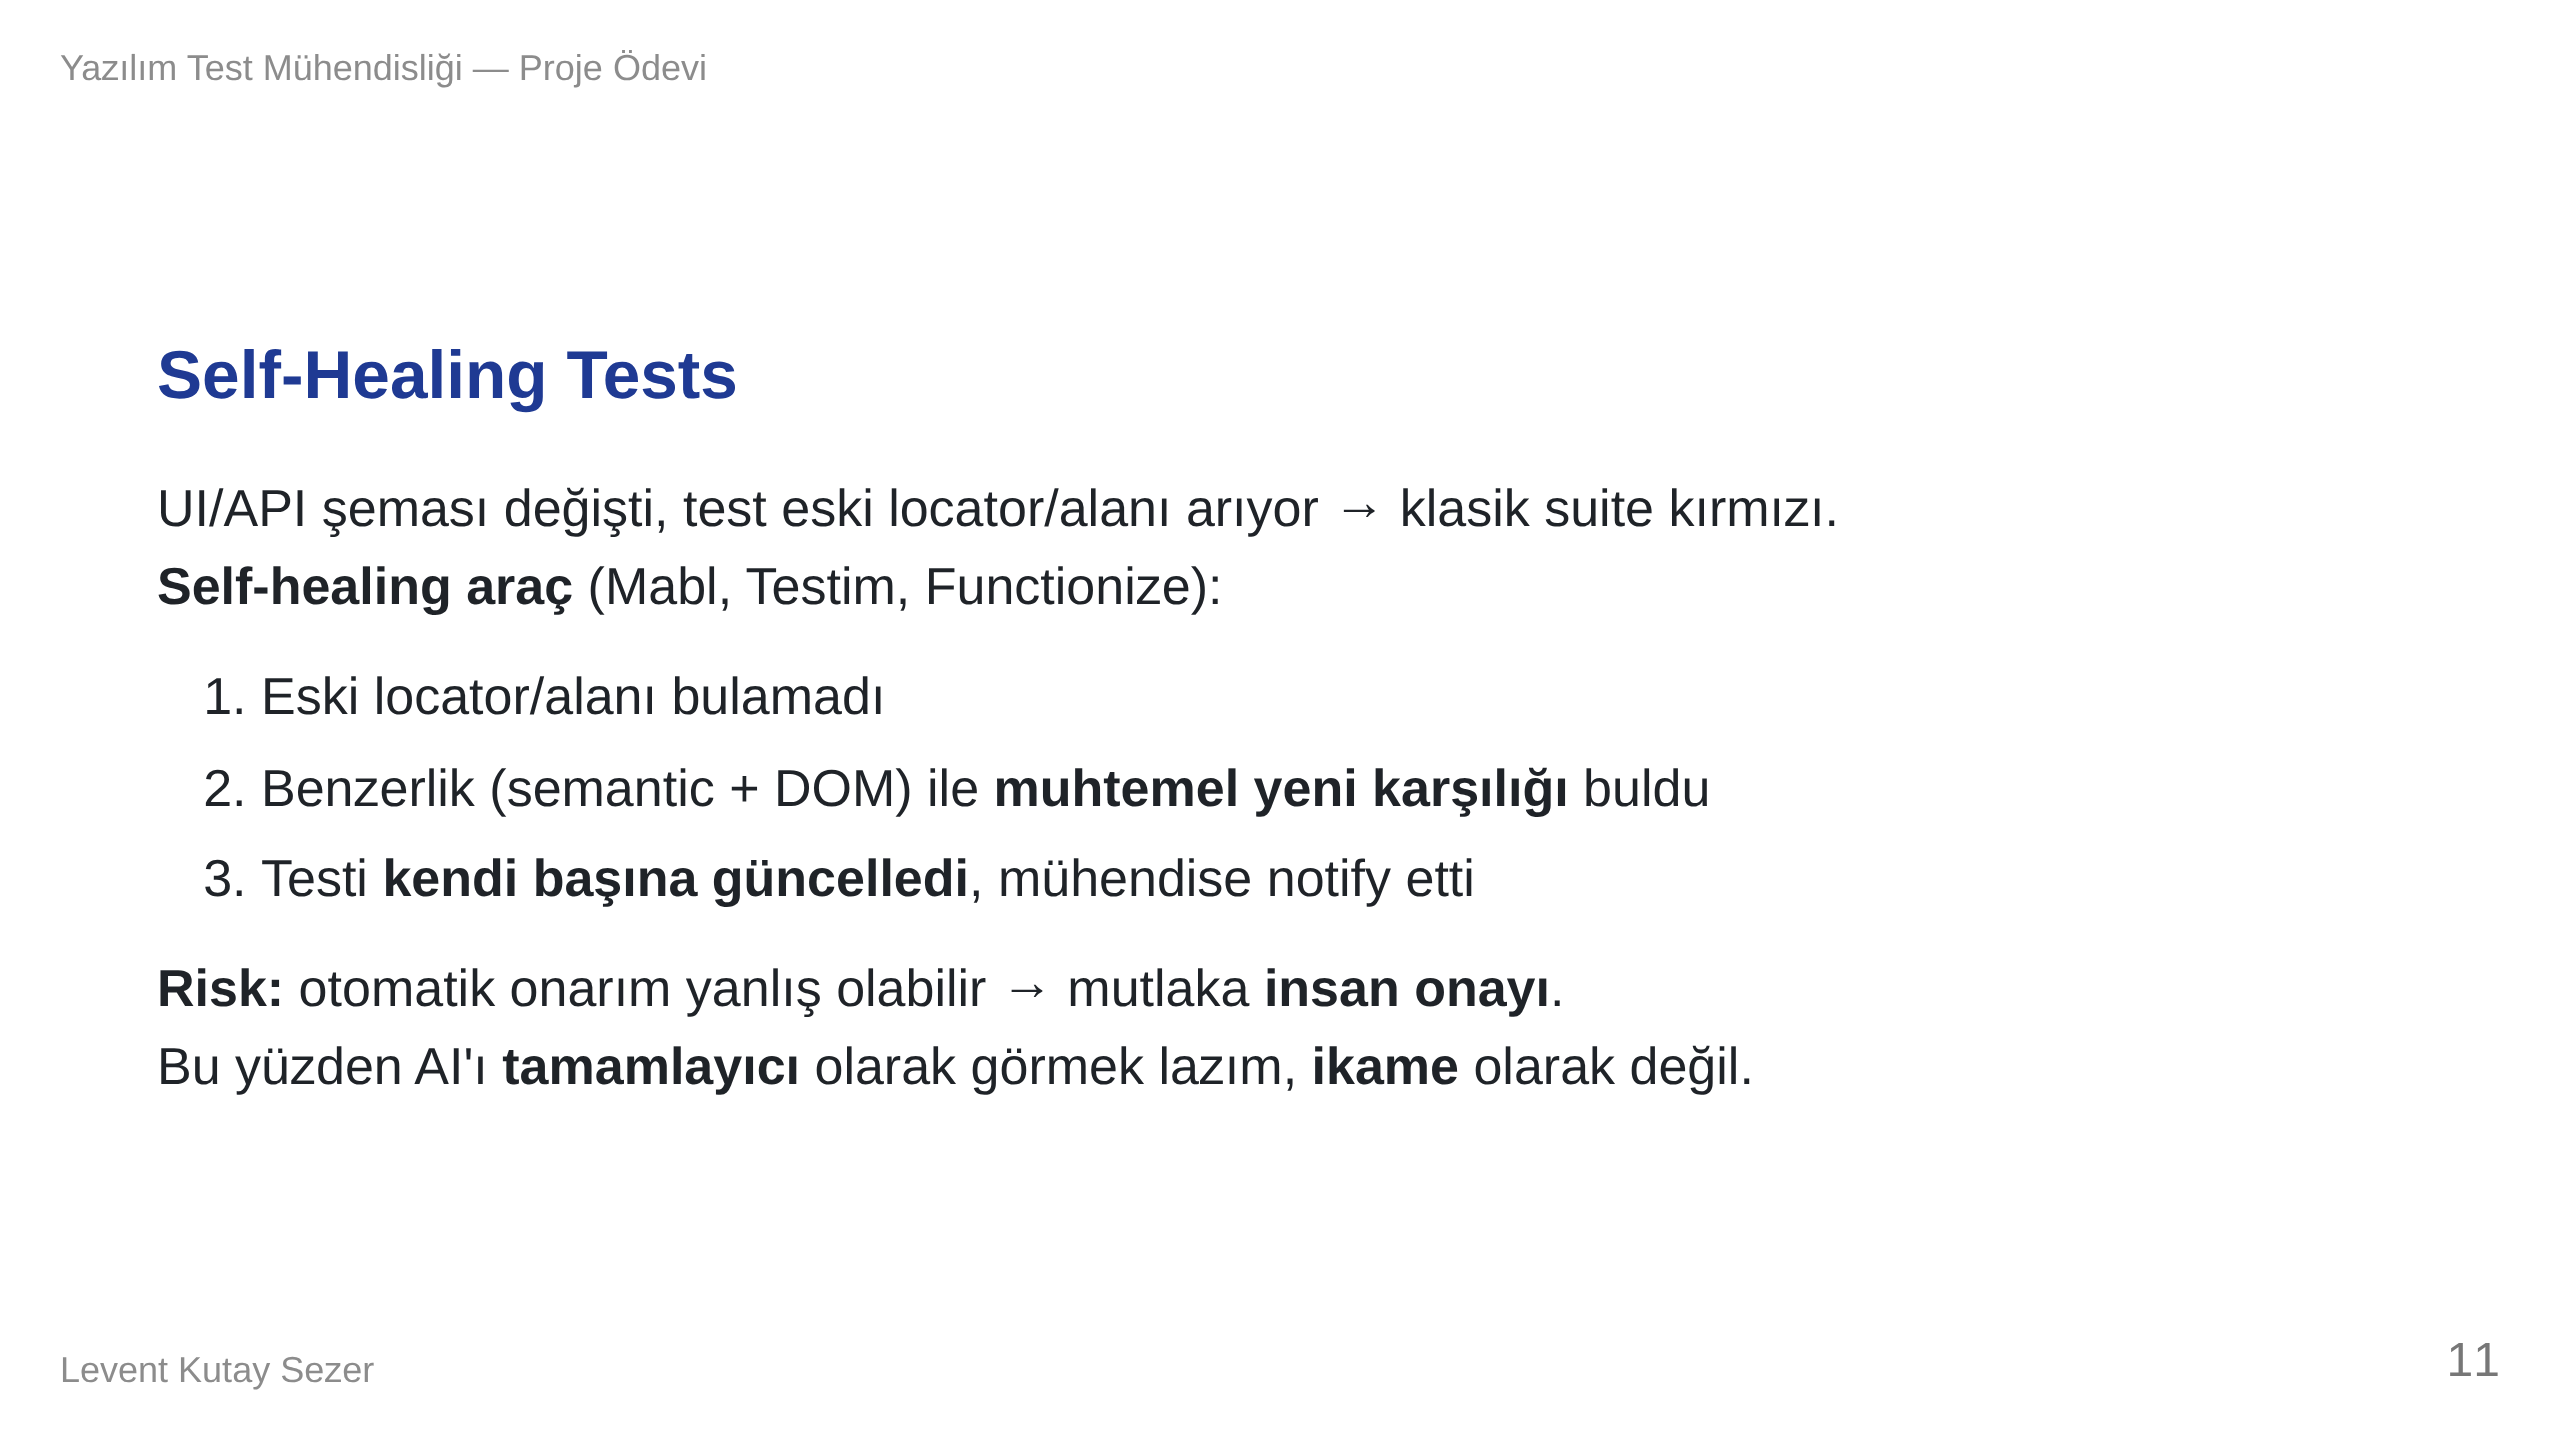 Yazılım Test Mühendisliği — Proje Ödevi
Self-Healing Tests
UI/API şeması değişti, test eski locator/alanı arıyor → klasik suite kırmızı.
Self-healing araç (Mabl, Testim, Functionize):
1. Eski locator/alanı bulamadı
2. Benzerlik (semantic + DOM) ile muhtemel yeni karşılığı buldu
3. Testi kendi başına güncelledi, mühendise notify etti
Risk: otomatik onarım yanlış olabilir → mutlaka insan onayı.
Bu yüzden AI'ı tamamlayıcı olarak görmek lazım, ikame olarak değil.
Levent Kutay Sezer
11